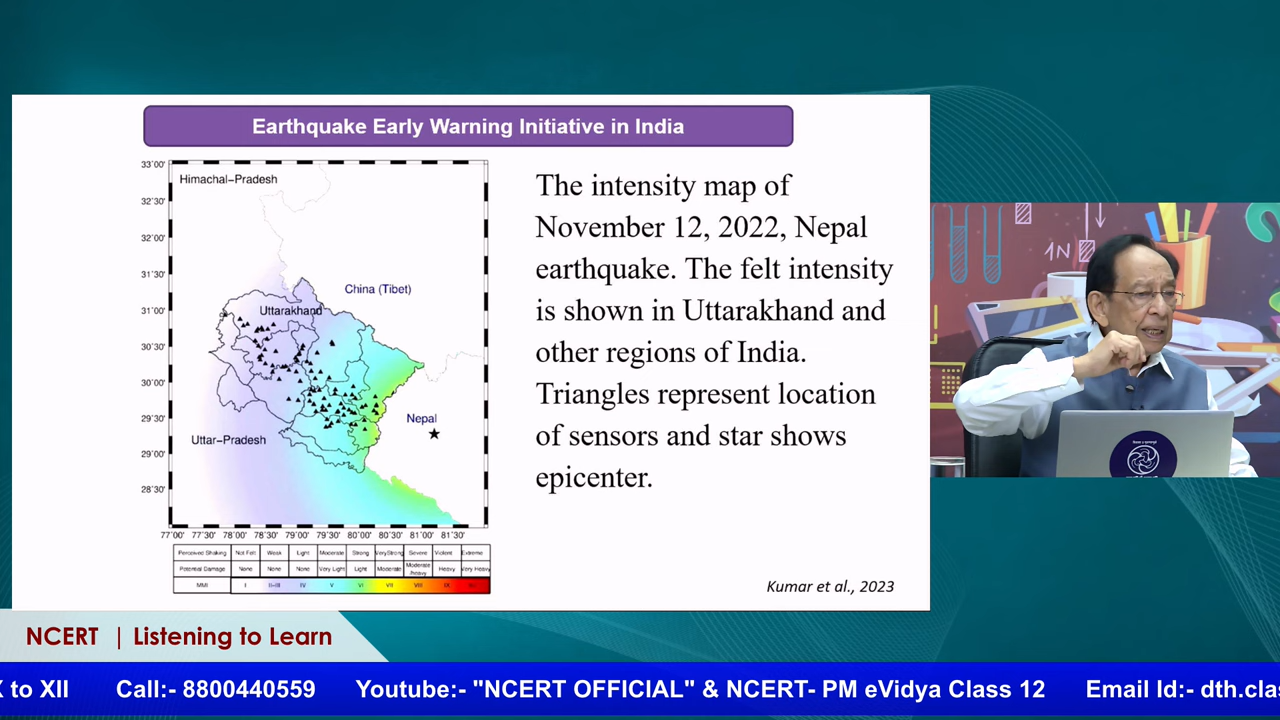 Earthquake Early Warning Initiative in India
33°00'
Himachal-Pradesh
32°30'
32°00'
31°30'
China (Tibet)
31°00'
Uttarakhand
30°30'
30°00'
29°30'
Nepal
Uttar-Pradesh
29°00'
28°30'
77°00' 77°30' 78°00' 78°30' 79°00' 79°30' 80°00' 80°30' 81°00' 81°30'
Perceived Shaking Not Felt Weak Light Moderate Strong VeryStrong Severe Violent Extreme
Potential Damage None None None Very Light Light Moderate Moderate/heavy Heavy Very Heavy
MMI I II-III IV V VI VII VIII IX
The intensity map of
November 12, 2022, Nepal
earthquake. The felt intensity
is shown in Uttarakhand and
other regions of India.
Triangles represent location
of sensors and star shows
epicenter.
Kumar et al., 2023
IN
NCERT | Listening to Learn
X to XII Call:- 8800440559 Youtube:- "NCERT OFFICIAL" & NCERT- PM eVidya Class 12 Email Id:- dth.clas